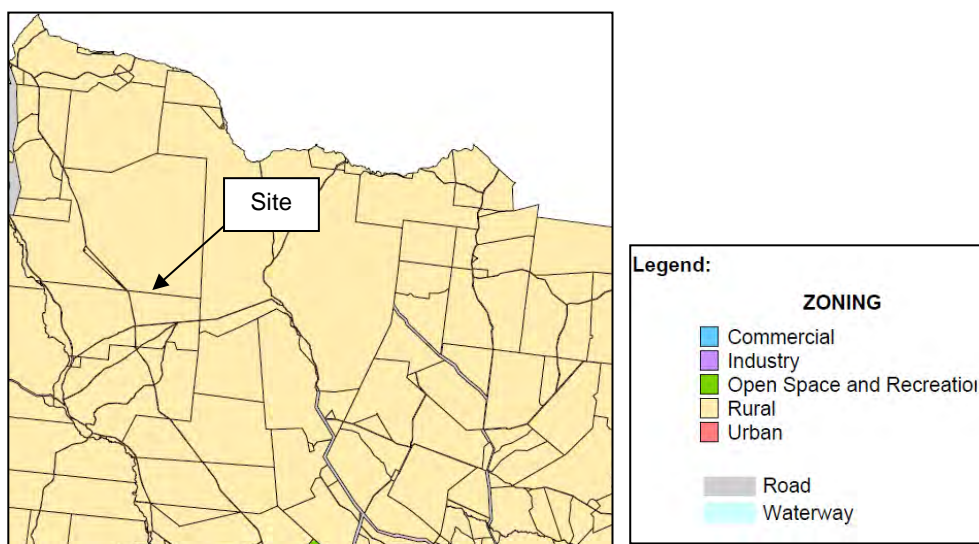 Site
Legend:
ZONING
Commercial
Industry
Open Space and Recreation
Rural
Urban
Road
Waterway